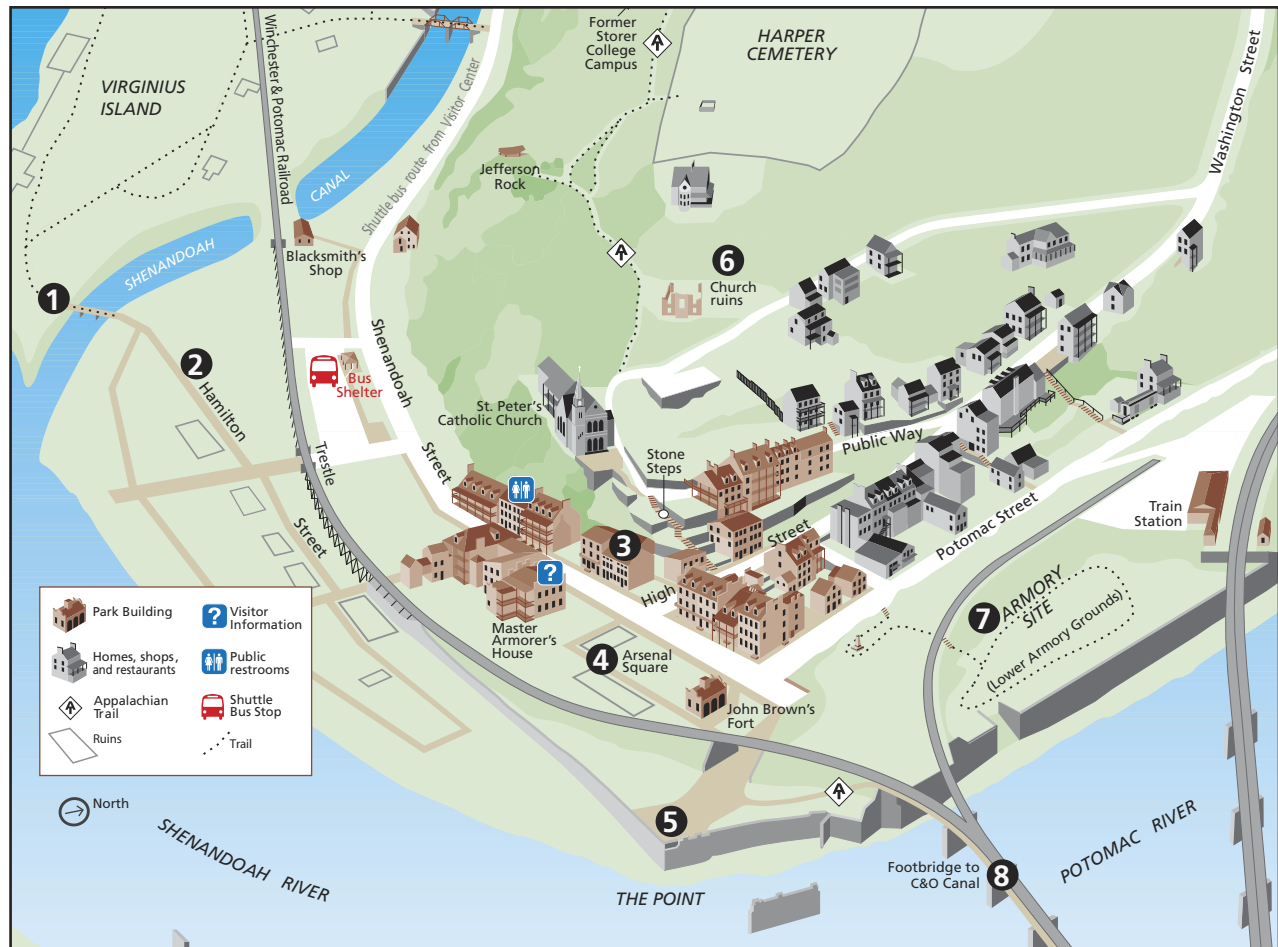 Former
Storer
College
Campus
HARPER
CEMETERY
Washington Street
Winchester & Potomac Railroad
VIRGINIUS
ISLAND
Shuttle bus route from Visitor Center
CANAL
Jefferson
Rock
SHENANDOAH
Blacksmith's
Shop
6
Church
ruins
1
2
Hamilton
Street
Shenandoah
Street
Bus
Shelter
Trestle
St. Peter's
Catholic Church
Stone
Steps
Public Way
High
Street
Potomac Street
Train
Station
3
?
Master
Armorer's
House
4
Arsenal
Square
7
ARMORY
SITE
(Lower Armory Grounds)
John Brown's
Fort
Park Building
?
Visitor
Information
Homes, shops,
and restaurants
Public
restrooms
Appalachian
Trail
Shuttle
Bus Stop
Ruins
Trail
North
SHENANDOAH RIVER
5
THE POINT
Footbridge to
C&O Canal
8
POTOMAC RIVER